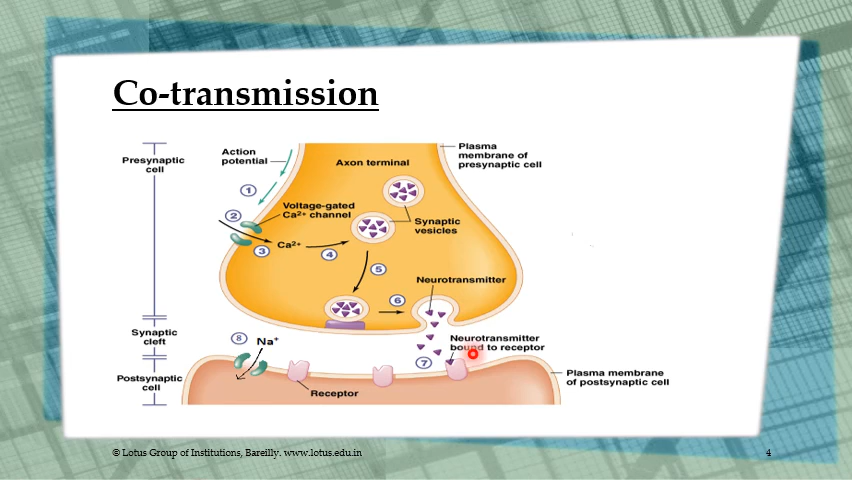 Co-transmission
Presynaptic
cell
Action
potential
Axon terminal
Plasma
membrane of
presynaptic cell
1
Voltage-gated
Ca2+ channel
2
Synaptic
vesicles
3
Ca2+
4
5
Neurotransmitter
6
Synaptic
cleft
8
Na+
Neurotransmitter
bound to receptor
7
Postsynaptic
cell
Receptor
Plasma membrane
of postsynaptic cell
© Lotus Group of Institutions, Bareilly. www.lotus.edu.in
4